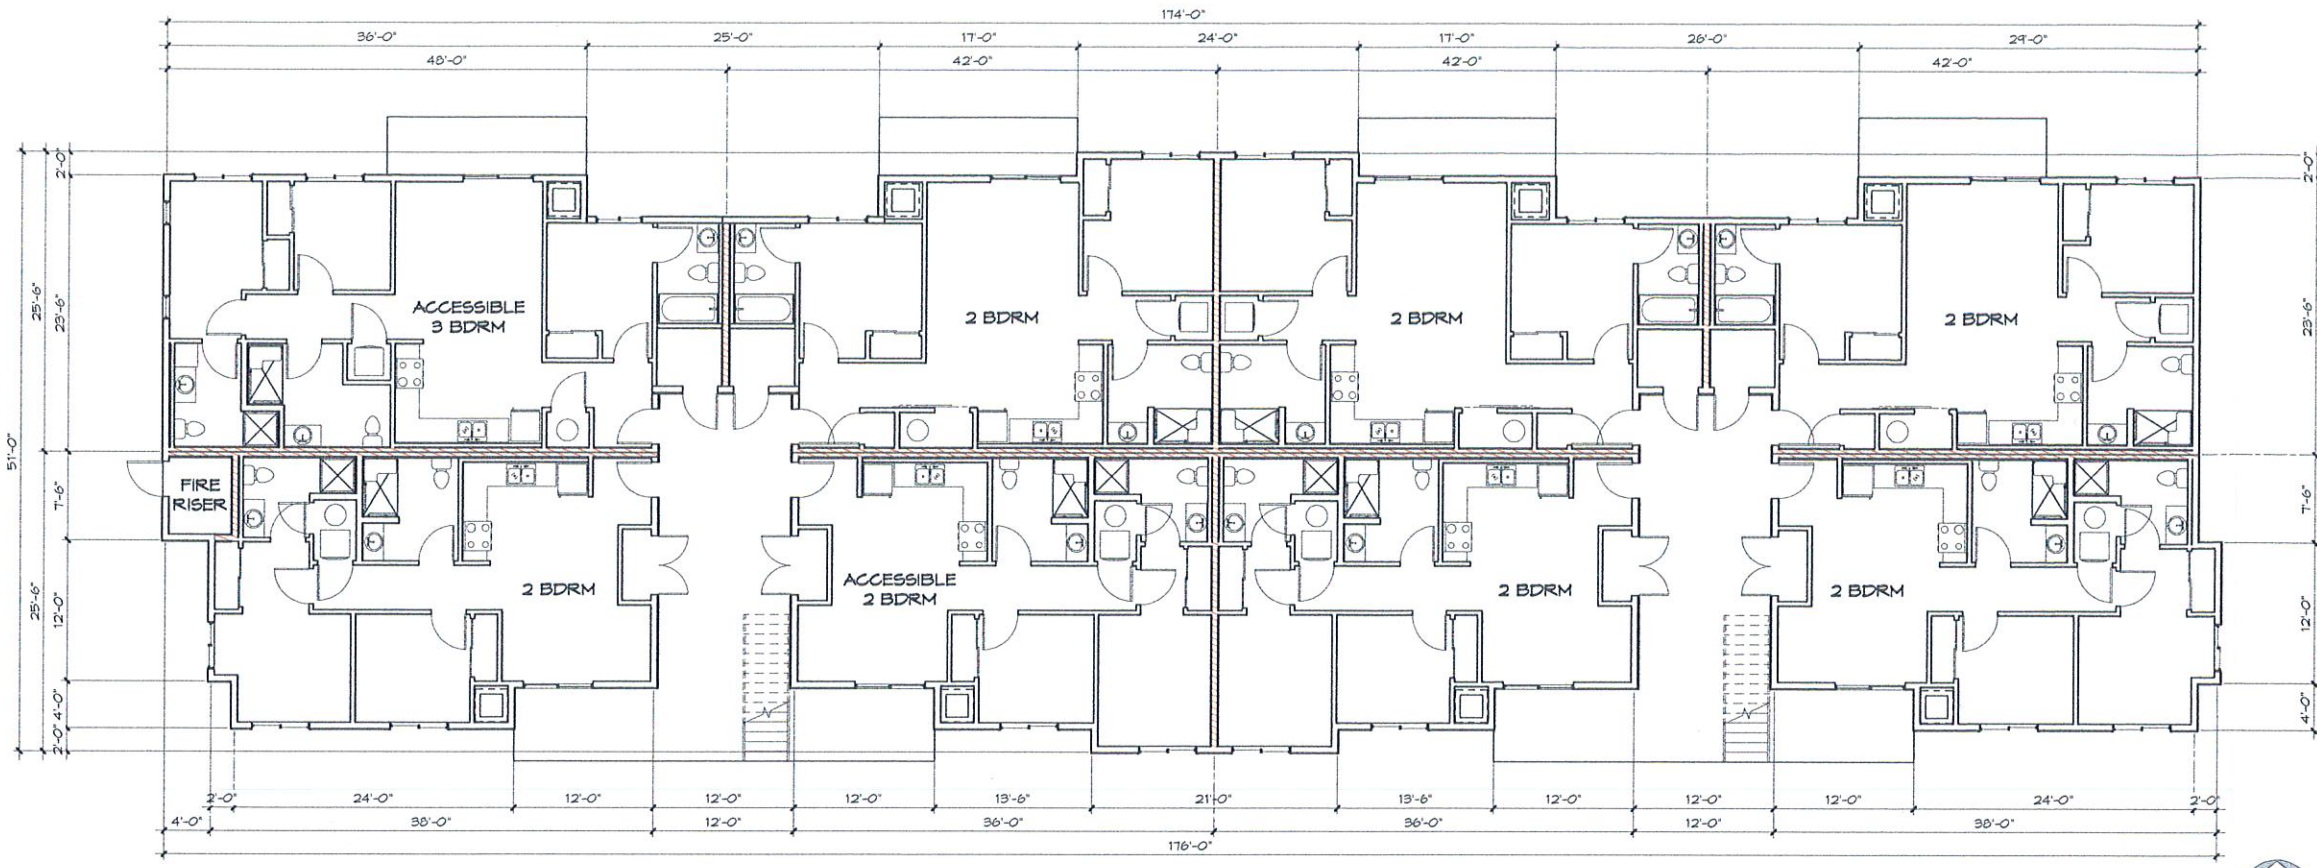 174'-0"
36'-0" 25'-0" 17'-0" 24'-0" 17'-0" 26'-0" 29'-0"
48'-0" 42'-0" 42'-0" 42'-0"
2'-0"
2'-0"
51'-0"
25'-6"
23'-6"
23'-6"
ACCESSIBLE
3 BDRM
2 BDRM
2 BDRM
2 BDRM
FIRE
RISER
7'-6"
7'-6"
25'-6"
12'-0"
12'-0"
2 BDRM
ACCESSIBLE
2 BDRM
2 BDRM
2 BDRM
4'-0"
4'-0"
2'-0"
2'-0" 24'-0" 12'-0" 12'-0" 12'-0" 13'-6" 21'-0" 13'-6" 12'-0" 12'-0" 12'-0" 24'-0" 2'-0"
4'-0" 38'-0" 12'-0" 36'-0" 36'-0" 12'-0" 38'-0"
176'-0"